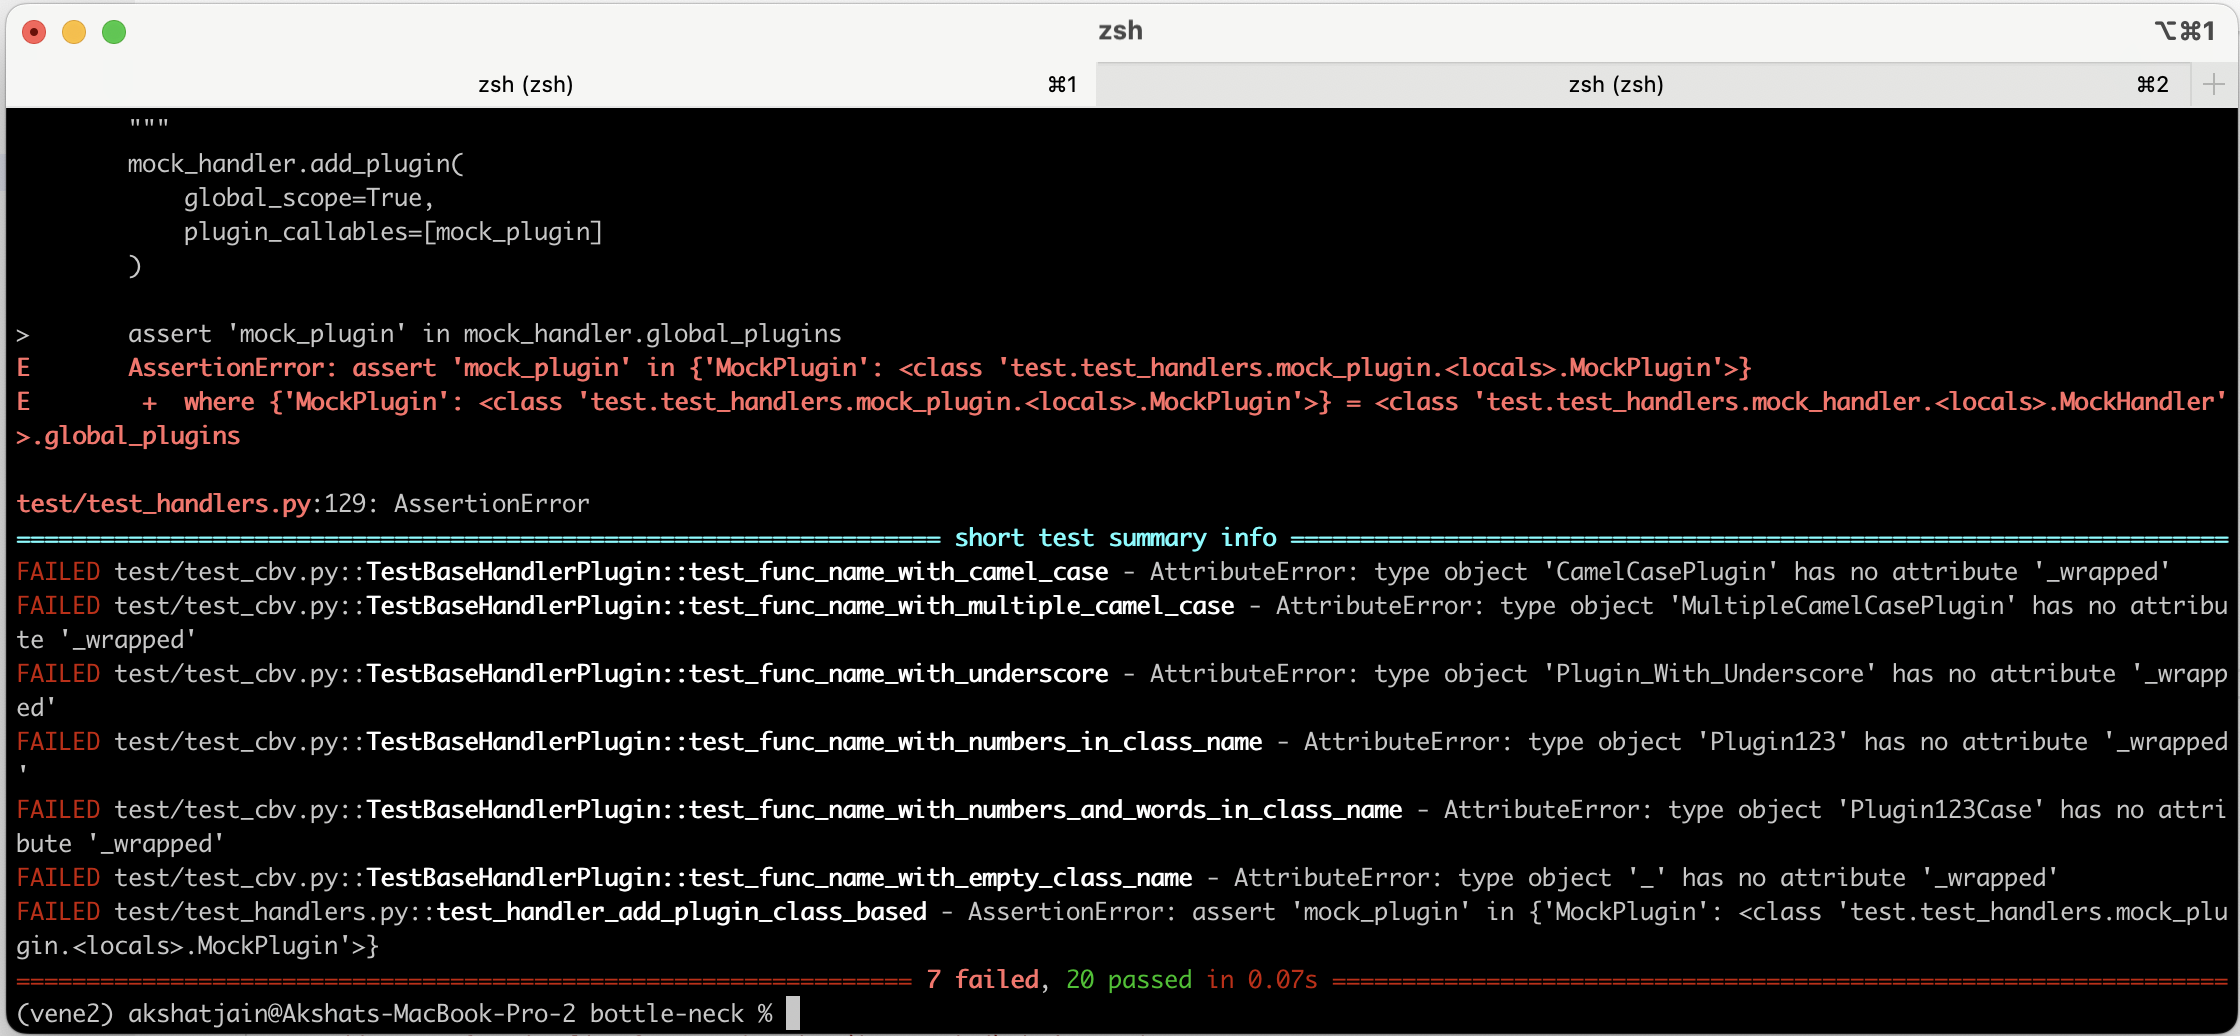 zsh
⌥⌘1
zsh (zsh)
⌘1
zsh (zsh)
⌘2
"""
mock_handler.add_plugin(
global_scope=True,
plugin_callables=[mock_plugin]
)
> assert 'mock_plugin' in mock_handler.global_plugins
E AssertionError: assert 'mock_plugin' in {'MockPlugin': <class 'test.test_handlers.mock_plugin.<locals>.MockPlugin'>}
E + where {'MockPlugin': <class 'test.test_handlers.mock_plugin.<locals>.MockPlugin'>} = <class 'test.test_handlers.mock_handler.<locals>.MockHandler'
>.global_plugins
test/test_handlers.py:129: AssertionError
================================================================== short test summary info ===================================================================
FAILED test/test_cbv.py::TestBaseHandlerPlugin::test_func_name_with_camel_case - AttributeError: type object 'CamelCasePlugin' has no attribute '_wrapped'
FAILED test/test_cbv.py::TestBaseHandlerPlugin::test_func_name_with_multiple_camel_case - AttributeError: type object 'MultipleCamelCasePlugin' has no attribu
te '_wrapped'
FAILED test/test_cbv.py::TestBaseHandlerPlugin::test_func_name_with_underscore - AttributeError: type object 'Plugin_With_Underscore' has no attribute '_wrapp
ed'
FAILED test/test_cbv.py::TestBaseHandlerPlugin::test_func_name_with_numbers_in_class_name - AttributeError: type object 'Plugin123' has no attribute '_wrapped
'
FAILED test/test_cbv.py::TestBaseHandlerPlugin::test_func_name_with_numbers_and_words_in_class_name - AttributeError: type object 'Plugin123Case' has no attri
bute '_wrapped'
FAILED test/test_cbv.py::TestBaseHandlerPlugin::test_func_name_with_empty_class_name - AttributeError: type object '_' has no attribute '_wrapped'
FAILED test/test_handlers.py::test_handler_add_plugin_class_based - AssertionError: assert 'mock_plugin' in {'MockPlugin': <class 'test.test_handlers.mock_plu
gin.<locals>.MockPlugin'>}
================================================================ 7 failed, 20 passed in 0.07s ================================================================
(vene2) akshatjain@Akshats-MacBook-Pro-2 bottle-neck %